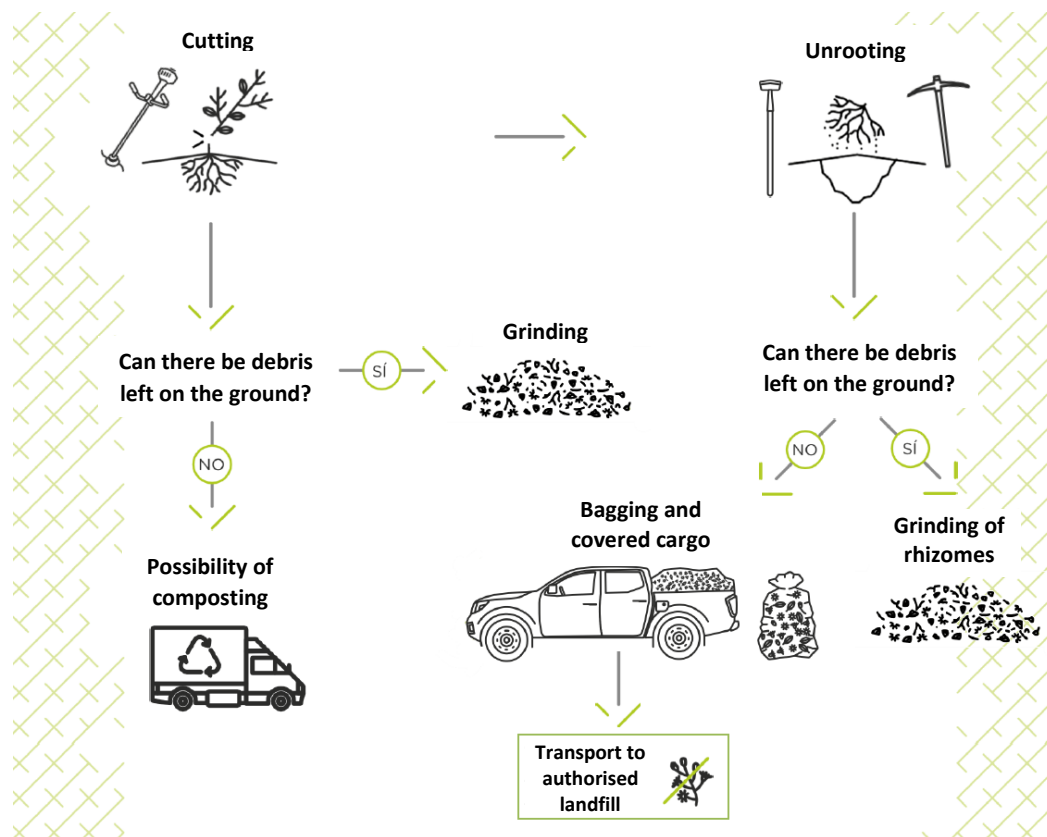 Cutting
Unrooting
Can there be debris
left on the ground?
SÍ
Grinding
Can there be debris
left on the ground?
NO
NO
SÍ
Possibility of
composting
Bagging and
covered cargo
Grinding of
rhizomes
Transport to
authorised
landfill